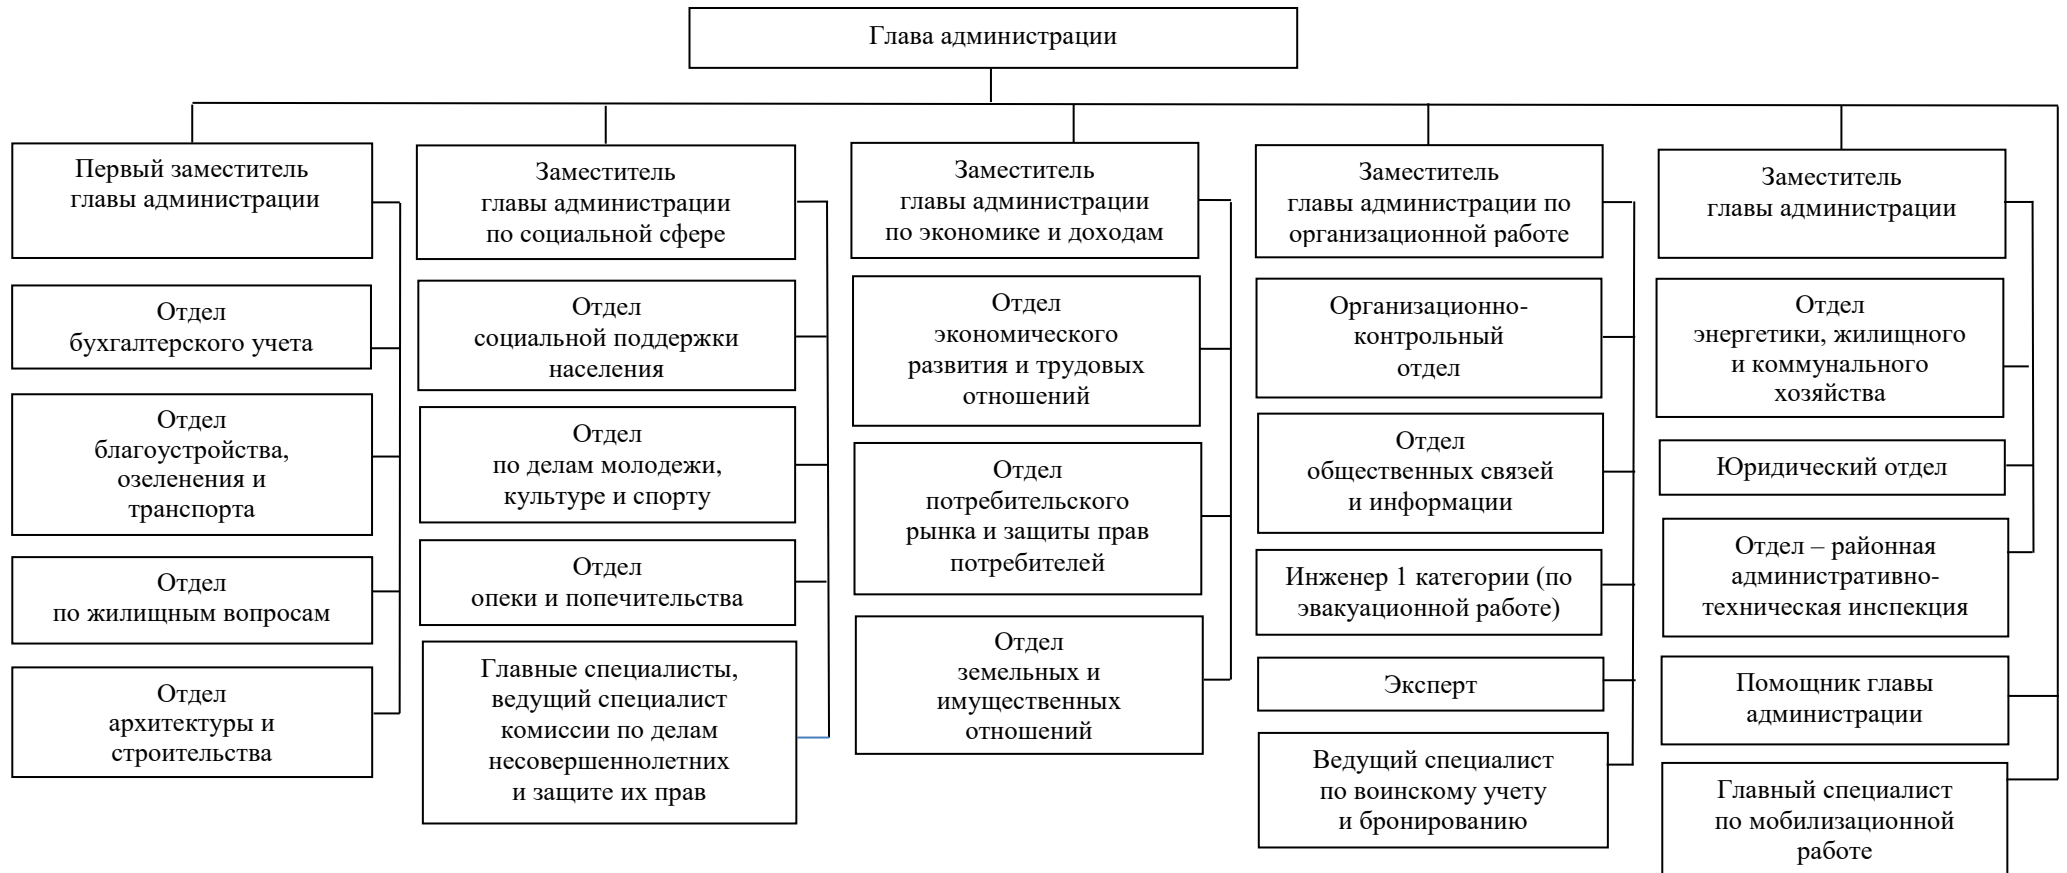 Глава администрации
Первый заместитель
главы администрации
Отдел
бухгалтерского учета
Отдел
благоустройства,
озеленения и
транспорта
Отдел
по жилищным вопросам
Отдел
архитектуры и
строительства
Заместитель
главы администрации
по социальной сфере
Отдел
социальной поддержки
населения
Отдел
по делам молодежи,
культуре и спорту
Отдел
опеки и попечительства
Главные специалисты,
ведущий специалист
комиссии по делам
несовершеннолетних
и защите их прав
Заместитель
главы администрации
по экономике и доходам
Отдел
экономического
развития и трудовых
отношений
Отдел
потребительского
рынка и защиты прав
потребителей
Отдел
земельных и
имущественных
отношений
Заместитель
главы администрации по
организационной работе
Организационно-
контрольный
отдел
Отдел
общественных связей
и информации
Инженер 1 категории (по
эвакуационной работе)
Эксперт
Ведущий специалист
по воинскому учету
и бронированию
Заместитель
главы администрации
Отдел
энергетики, жилищного
и коммунального
хозяйства
Юридический отдел
Отдел – районная
административно-
техническая инспекция
Помощник главы
администрации
Главный специалист
по мобилизационной
работе